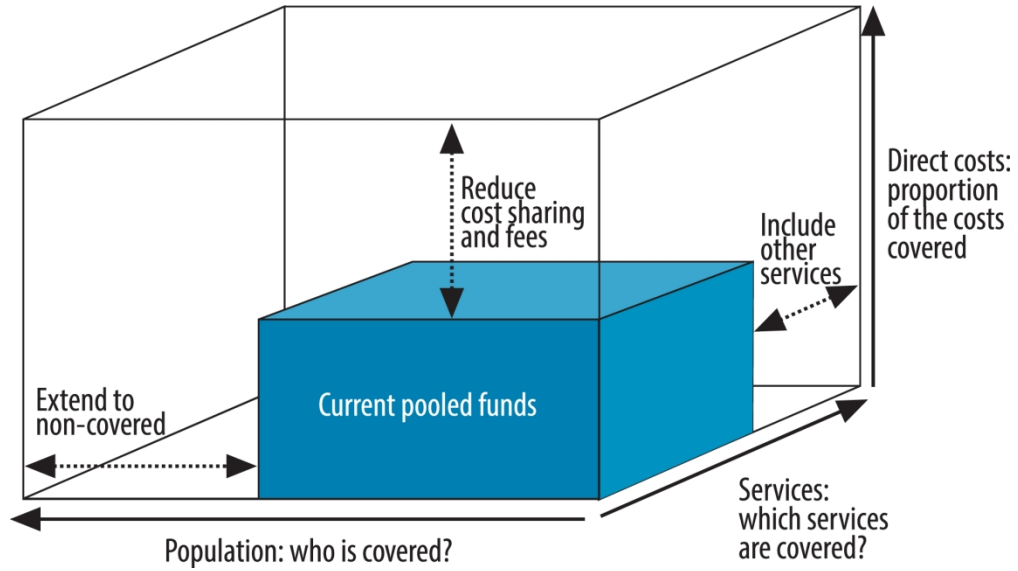 Reduce
cost sharing
and fees
Direct costs:
proportion
of the costs
covered
Include
other
services
Extend to
non-covered
Current pooled funds
Services:
which services
are covered?
Population: who is covered?